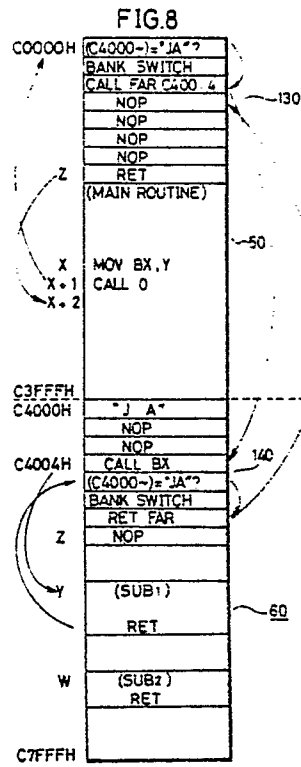 FIG.8
C0000H (C4000~)="JA"?
BANK SWITCH
CALL FAR C400.4
NOP
130
NOP
NOP
NOP
Z RET
(MAIN ROUTINE)
50
X MOV BX,Y
X+1 CALL 0
X+2
C3FFFH
C4000H "J A"
NOP
NOP
C4004H CALL BX
140
(C4000~)="JA"?
BANK SWITCH
RET FAR
Z NOP
Y (SUB1)
60
RET
W (SUB2)
RET
C7FFFH